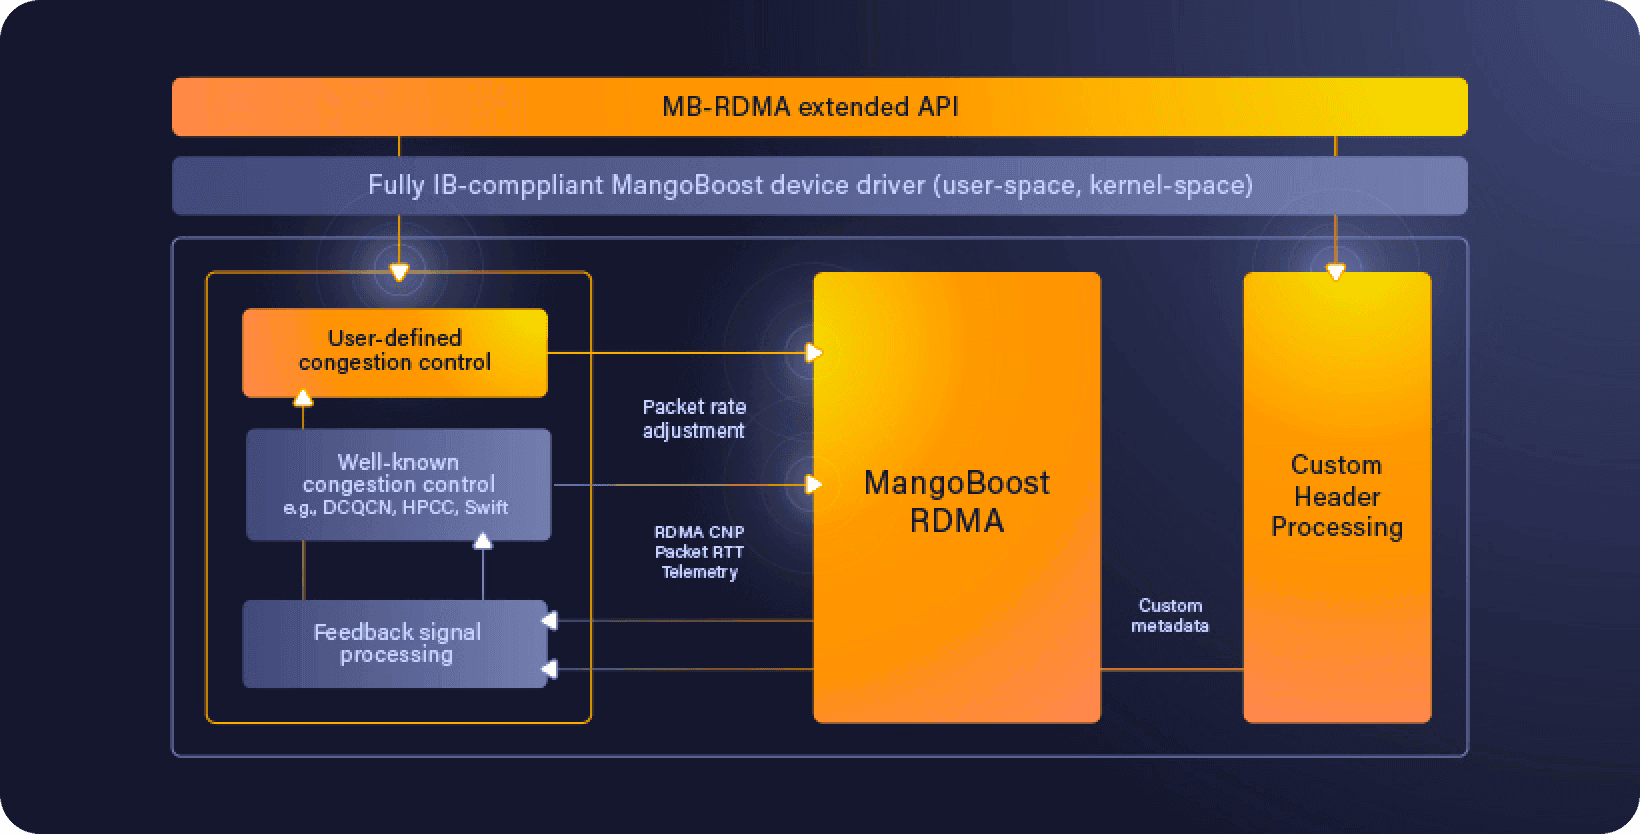 MB-RDMA extended API
Fully IB-comppliant MangoBoost device driver (user-space, kernel-space)
User-defined
congestion control
Well-known
congestion control
e.g., DCQCN, HPCC, Swift
Feedback signal
processing
Packet rate
adjustment
RDMA CNP
Packet RTT
Telemetry
MangoBoost
RDMA
Custom
metadata
Custom
Header
Processing